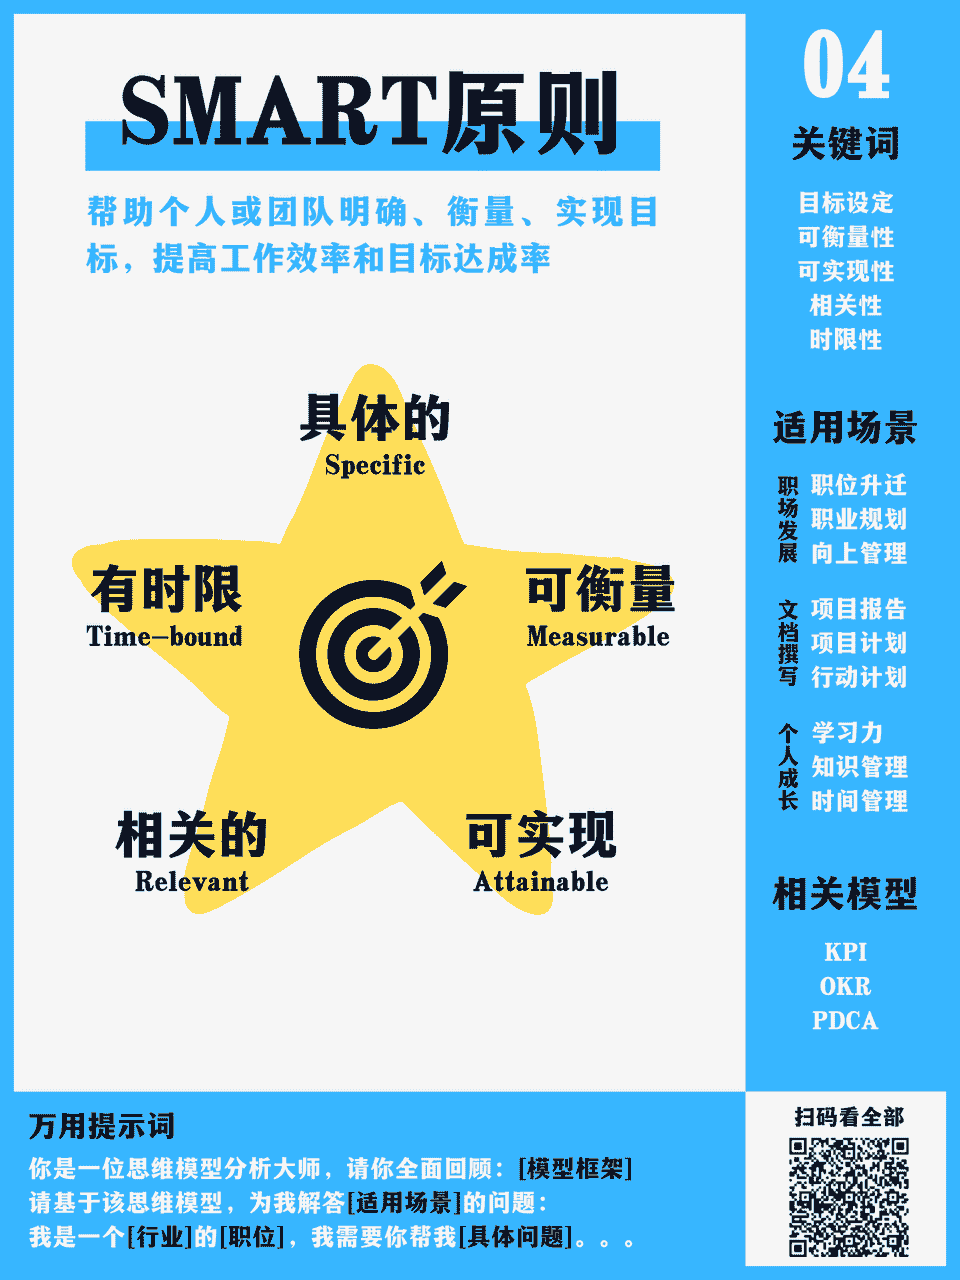 SMART原则
帮助个人或团队明确、衡量、实现目
标，提高工作效率和目标达成率
具体的
Specific
有时限
Time-bound
可衡量
Measurable
相关的
Relevant
可实现
Attainable
04
关键词
目标设定
可衡量性
可实现性
相关性
时限性
适用场景
职场发展
职位升迁
职业规划
向上管理
文档撰写
项目报告
项目计划
行动计划
个人成长
学习力
知识管理
时间管理
相关模型
KPI
OKR
PDCA
万用提示词
你是一位思维模型分析大师，请你全面回顾：[模型框架]
请基于该思维模型，为我解答[适用场景]的问题：
我是一个[行业]的[职位]，我需要你帮我[具体问题]。。。
扫码看全部